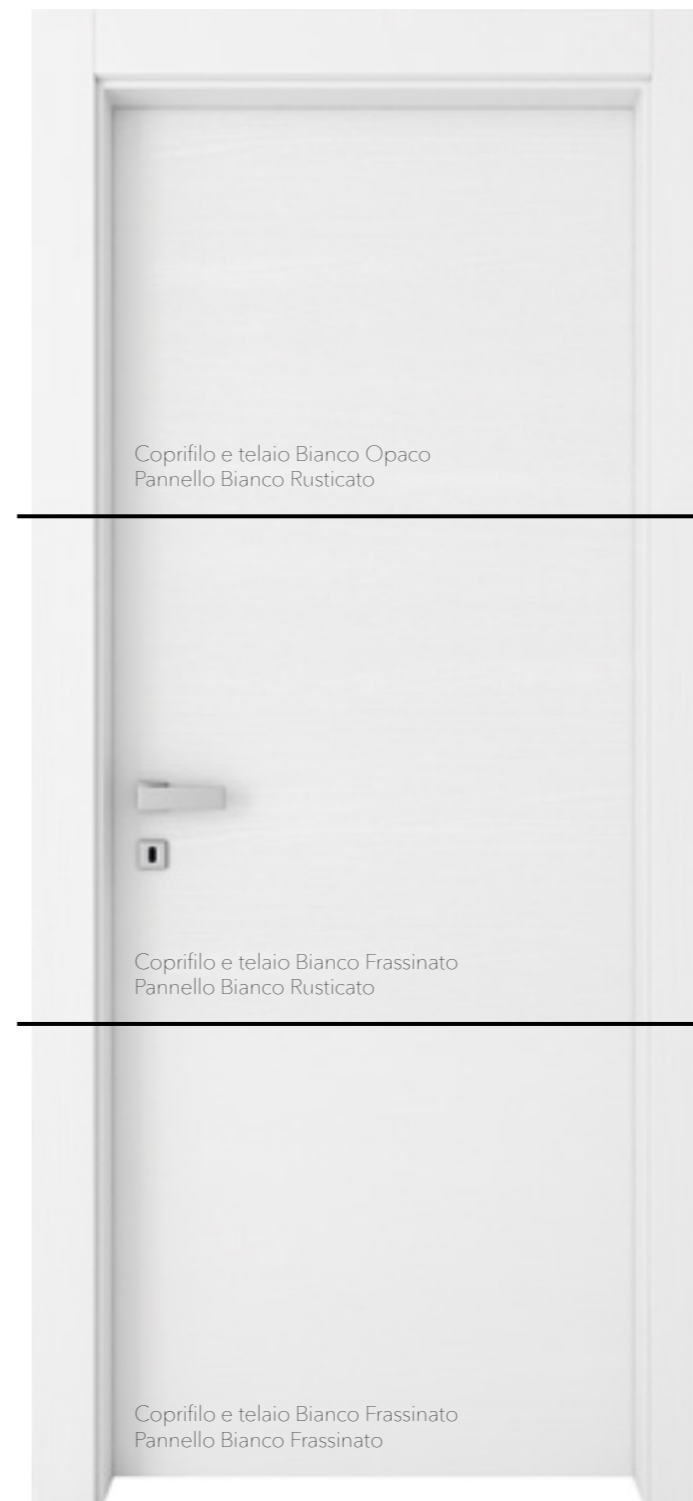 Coprifilo e telaio Bianco Opaco
Pannello Bianco Rusticato
Coprifilo e telaio Bianco Frassinato
Pannello Bianco Rusticato
Coprifilo e telaio Bianco Frassinato
Pannello Bianco Frassinato